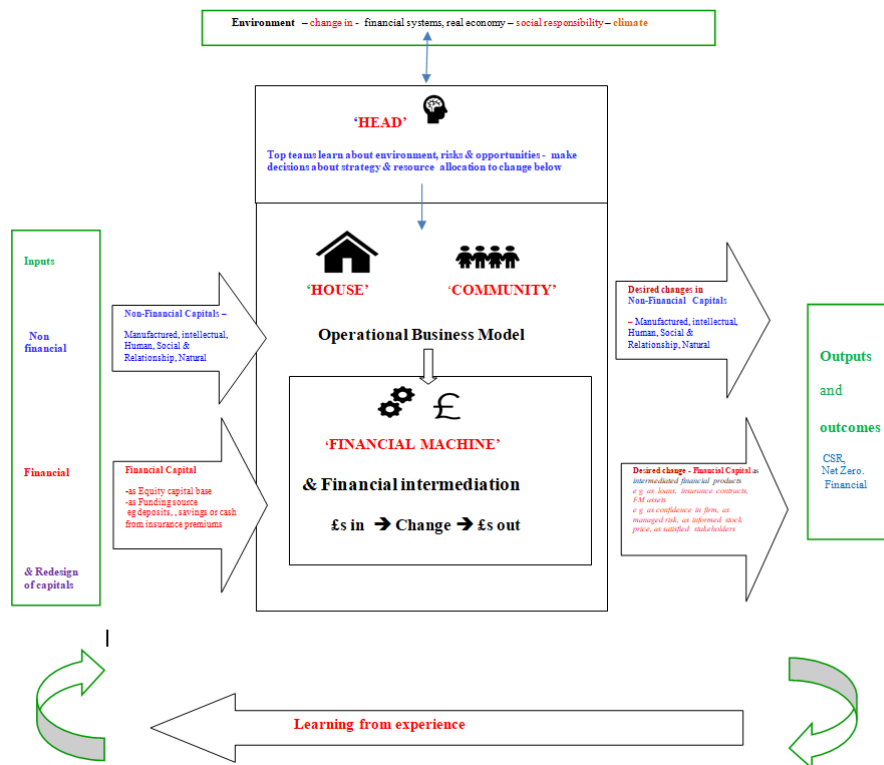 Environment – change in - financial systems, real economy – social responsibility – climate
‘HEAD’
Top teams learn about environment, risks & opportunities - make
decisions about strategy & resource allocation to change below
Inputs
Non
financial
Financial
& Redesign
of capitals
Non-Financial Capitals –
Manufactured, intellectual,
Human, Social &
Relationship, Natural
Financial Capital
-as Equity capital base
-as Funding source
eg deposits, , savings or cash
from insurance premiums
‘HOUSE’
‘COMMUNITY’
Operational Business Model
£
‘FINANCIAL MACHINE’
& Financial intermediation
£s in ➔ Change ➔ £s out
Desired changes in
Non-Financial Capitals
– Manufactured, intellectual,
Human, Social &
Relationship, Natural
Desired change - Financial Capital as
intermediated financial products
e g. as loans, insurance contracts,
FM assets
e g. as confidence in firm, as
managed risk, as informed stock
price, as satisfied stakeholders
Outputs
and
outcomes
CSR,
Net Zero.
Financial
Learning from experience